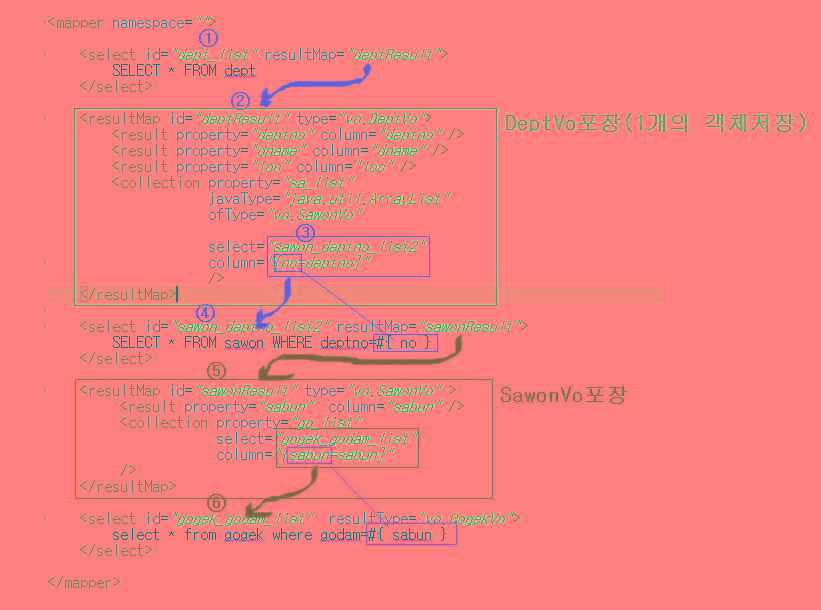 <mapper namespace="">
①
<select id="dept_list" resultMap="deptResult">
SELECT * FROM dept
</select>
②
<resultMap id="deptResult" type="vo.DeptVo">
<result property="deptno" column="deptno" />
<result property="dname" column="dname" />
<result property="loc" column="loc" />
<collection property="sa_list"
javaType="java.util.ArrayList"
ofType="vo.SawonVo"
③
select="sawon_deptno_list2"
column="{no=deptno}"
/>
</resultMap>
DeptVo포장(1개의 객체저장)
④
<select id="sawon_deptno_list2" resultMap="sawonResult">
SELECT * FROM sawon WHERE deptno=#{ no }
</select>
⑤
<resultMap id="sawonResult" type="vo.SawonVo" >
<result property="sabun" column="sabun" />
<collection property="go_list"
select="gogek_godam_list"
column="{sabun=sabun}"
/>
</resultMap>
SawonVo포장
⑥
<select id="gogek_godam_list" resultType="vo.GogekVo">
select * from gogek where godam=#{ sabun }
</select>
</mapper>